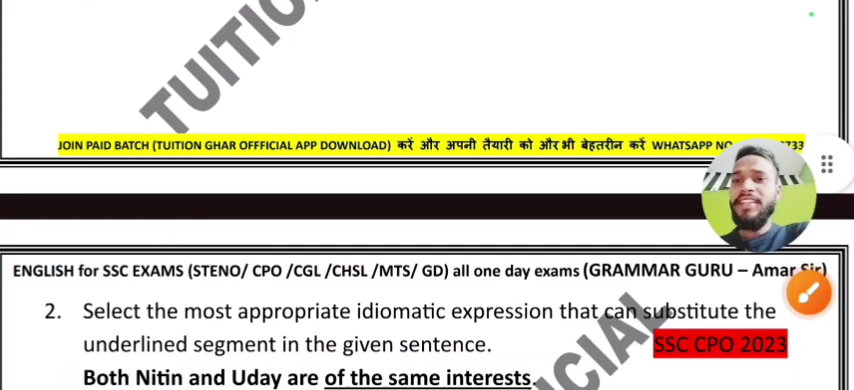 TUITIO
JOIN PAID BATCH (TUITION GHAR OFFFICIAL APP DOWNLOAD) करें और अपनी तैयारी को और भी बेहतरीन करें WHATSAPP NO 733
ENGLISH for SSC EXAMS (STENO/ CPO /CGL /CHSL /MTS/ GD) all one day exams (GRAMMAR GURU – Amar Sir)
2. Select the most appropriate idiomatic expression that can substitute the
underlined segment in the given sentence. SSC CPO 2023
Both Nitin and Uday are of the same interests.
CIAL